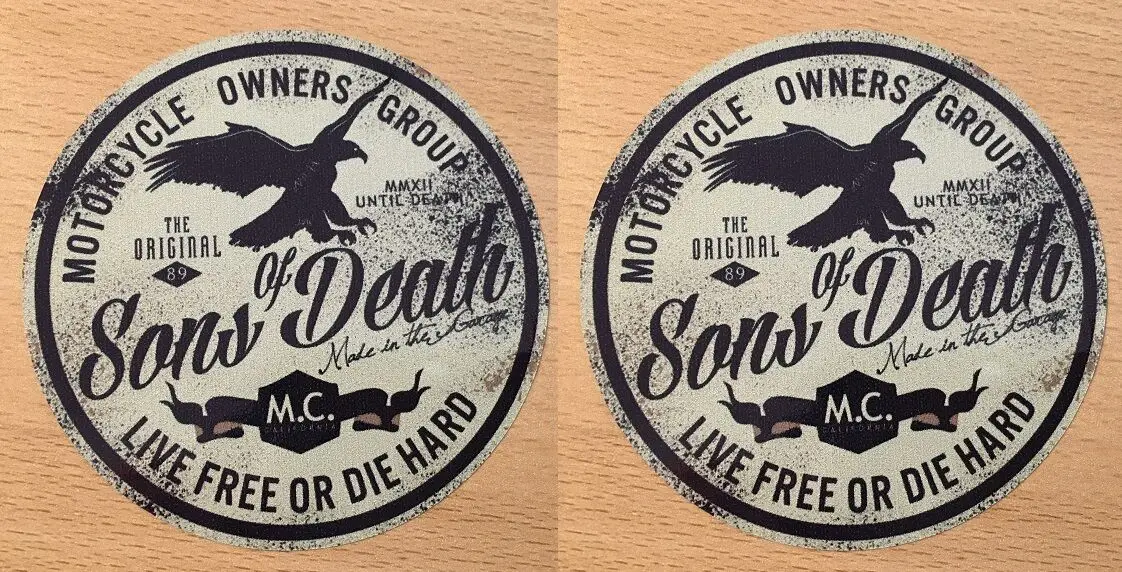 MOTORCYCLE OWNERS GROUP
MMXII
UNTIL DEATH
THE
ORIGINAL
89
Sons Of Death
Made in the Garage
M.C.
CALIFORNIA
LIVE FREE OR DIE HARD
MOTORCYCLE OWNERS GROUP
MMXII
UNTIL DEATH
THE
ORIGINAL
89
Sons Of Death
Made in the Garage
M.C.
CALIFORNIA
LIVE FREE OR DIE HARD